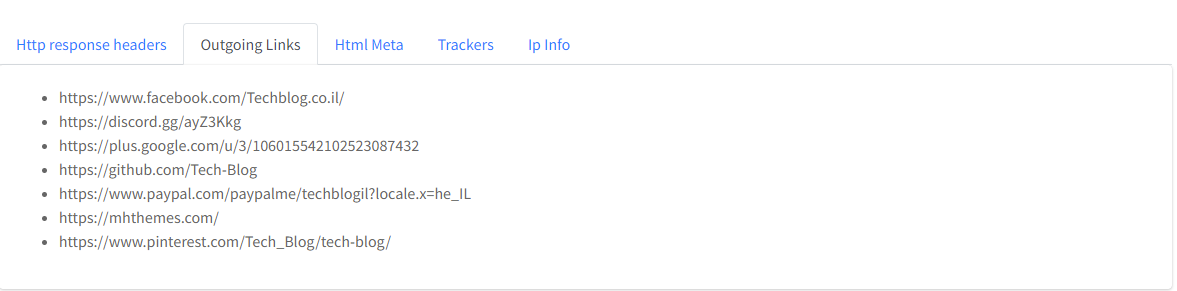 Http response headers Outgoing Links Html Meta Trackers Ip Info
https://www.facebook.com/Techblog.co.il/
https://discord.gg/ayZ3Kkg
https://plus.google.com/u/3/106015542102523087432
https://github.com/Tech-Blog
https://www.paypal.com/paypalme/techblogil?locale.x=he_IL
https://mhthemes.com/
https://www.pinterest.com/Tech_Blog/tech-blog/